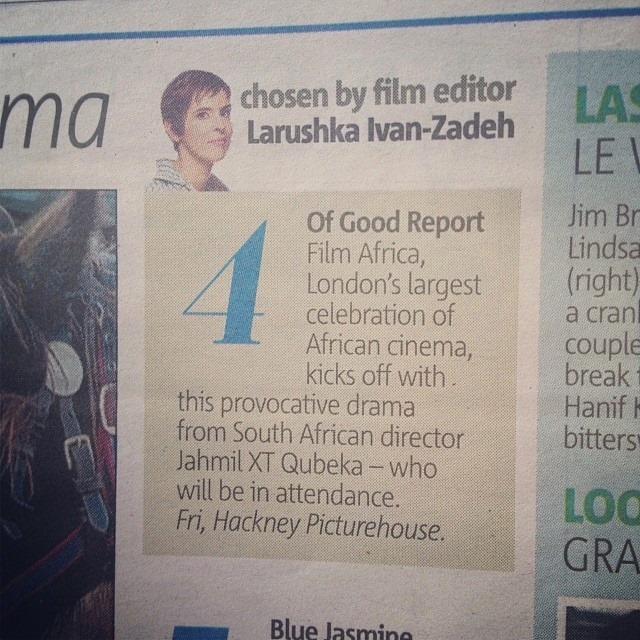 ma
chosen by film editor
Larushka Ivan-Zadeh
4
Of Good Report
Film Africa,
London's largest
celebration of
African cinema,
kicks off with
this provocative drama
from South African director
Jahmil XT Qubeka – who
will be in attendance.
Fri, Hackney Picturehouse.
Blue Jasmine
LAS
LE
Jim Br
Lindsa
(right)
a cran
couple
break
Hanif K
bitters
LOO
GRA